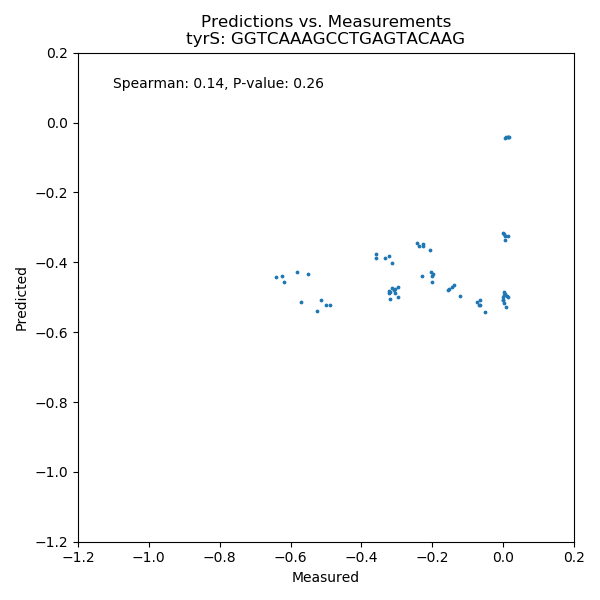 Predictions vs. Measurements
tyrS: GGTCAAAGCCTGAGTACAAG
Spearman: 0.14, P-value: 0.26
0.2
0.0
−0.2
−0.4
−0.6
−0.8
−1.0
−1.2
Predicted
−1.2 −1.0 −0.8 −0.6 −0.4 −0.2 0.0 0.2
Measured